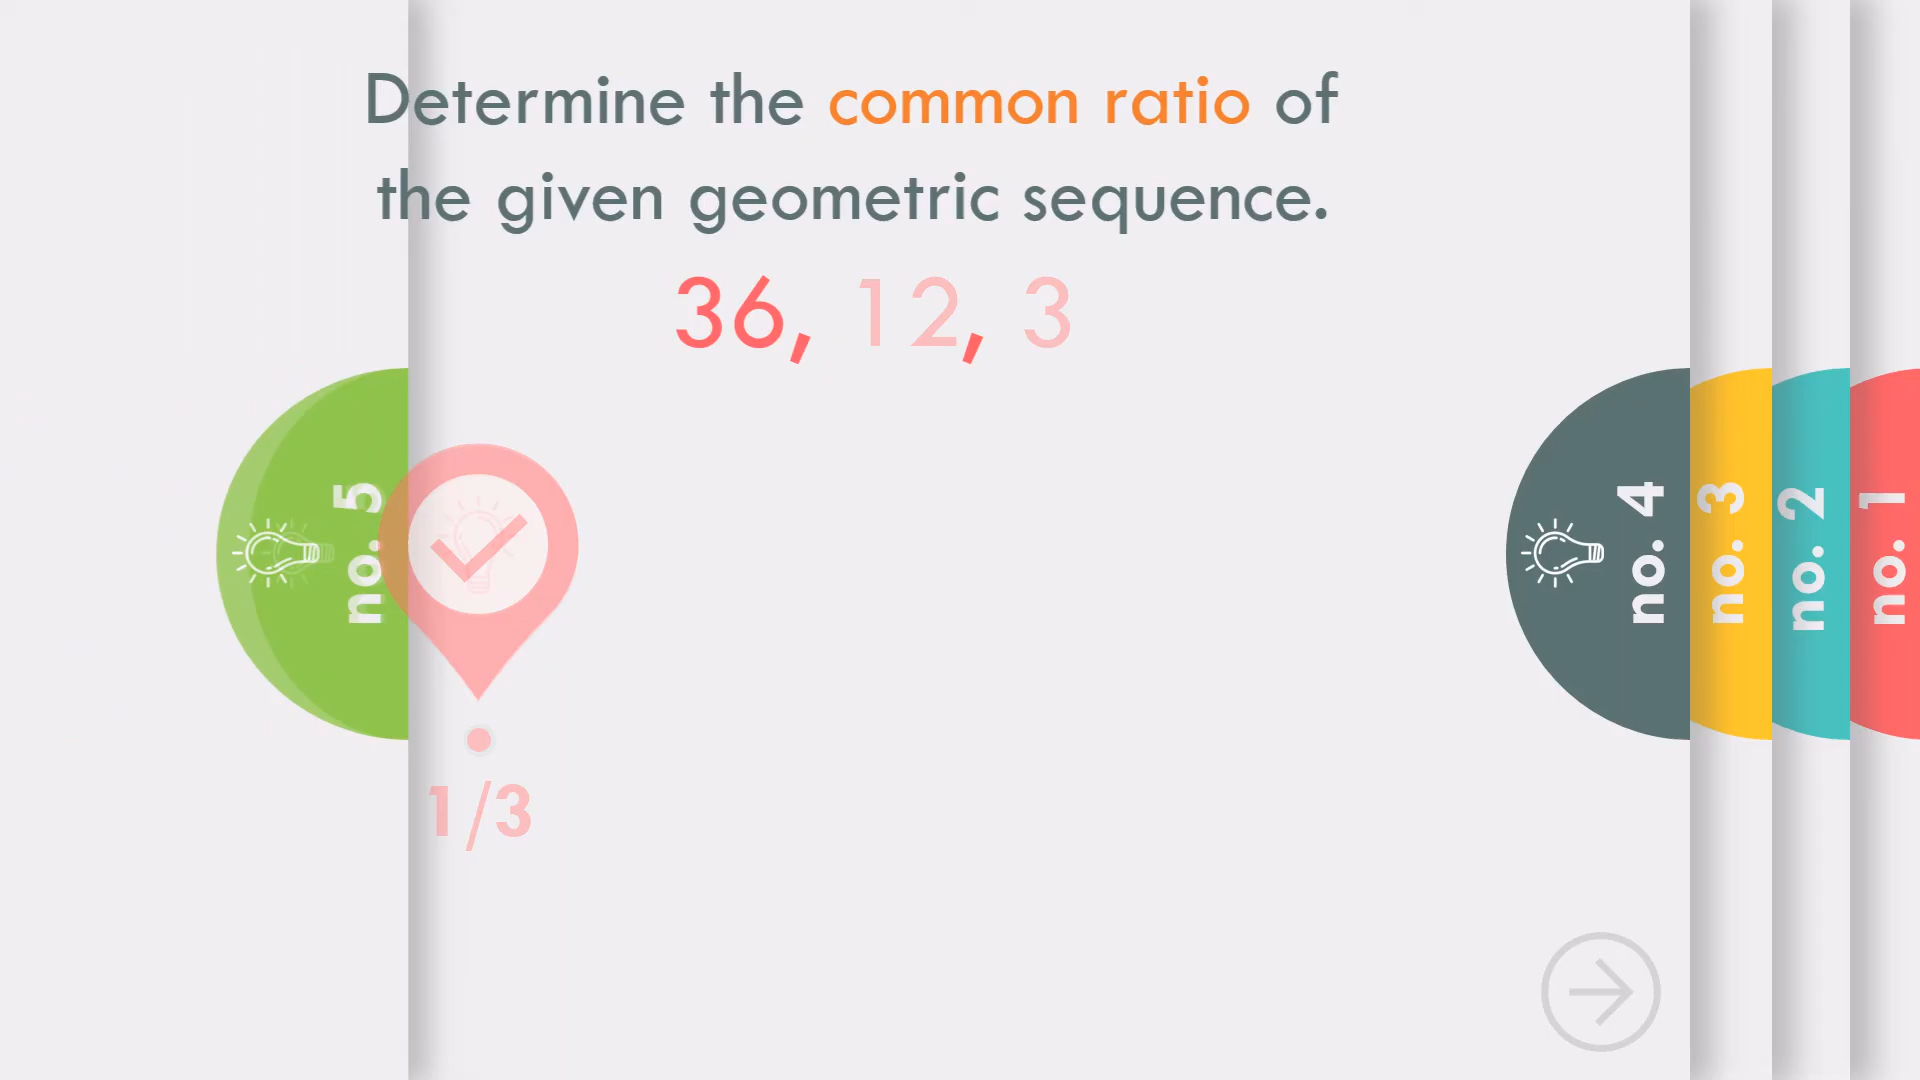 Determine the common ratio of
the given geometric sequence.
36, 12, 3
no. 5
no. 4
no. 3
no. 2
no. 1
1/3